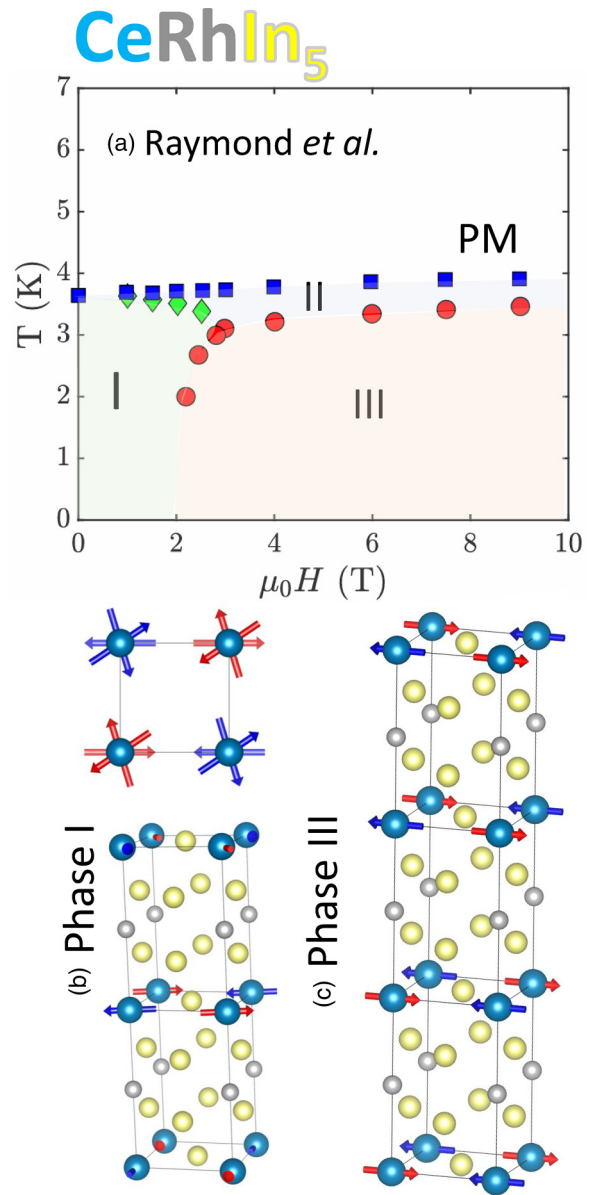 CeRhIn5
(a) Raymond et al.
PM
II
I
III
7
6
5
4
3
2
1
0
T (K)
0 2 4 6 8 10
μ0H (T)
(b) Phase I
(c) Phase III